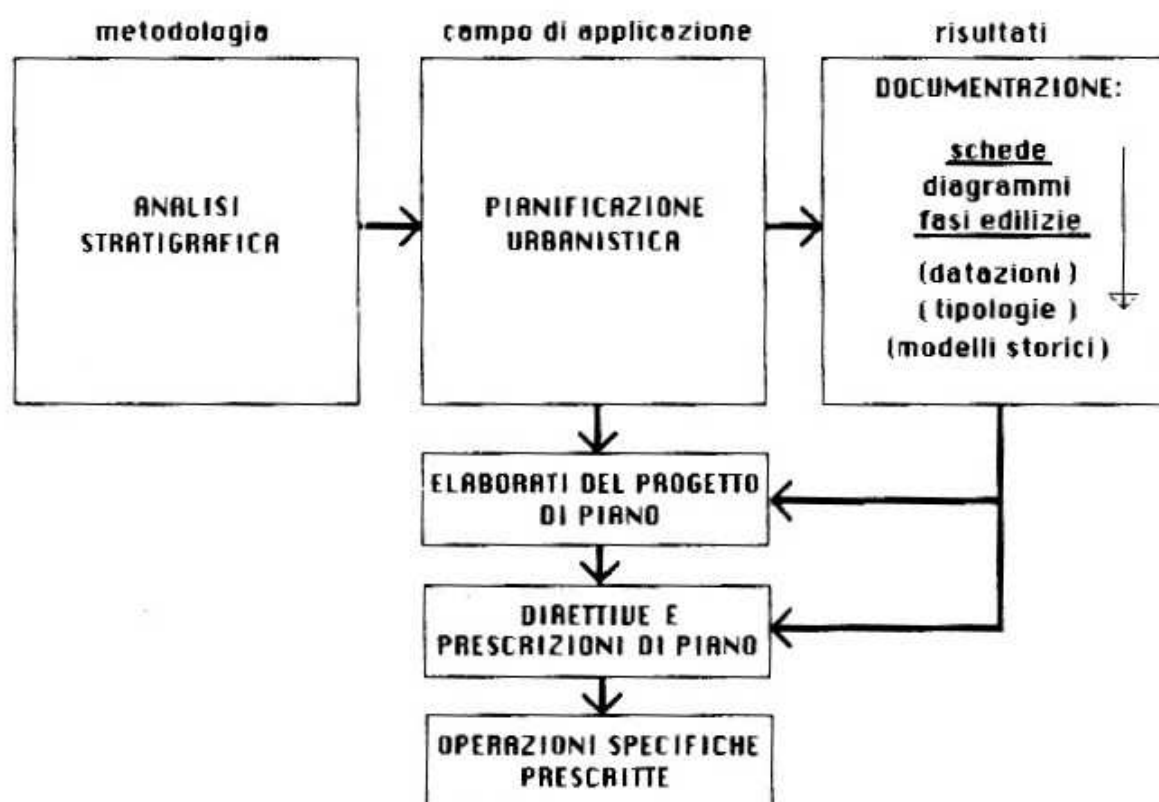 metodologia
campo di applicazione
risultati
ANALISI
STRATIGRAFICA
PIANIFICAZIONE
URBANISTICA
DOCUMENTAZIONE:
schede
diagrammi
fasi edilizie
(datazioni)
(tipologie)
(modelli storici)
ELABORATI DEL PROGETTO
DI PIANO
DIRETTIVE E
PRESCRIZIONI DI PIANO
OPERAZIONI SPECIFICHE
PRESCRITTE